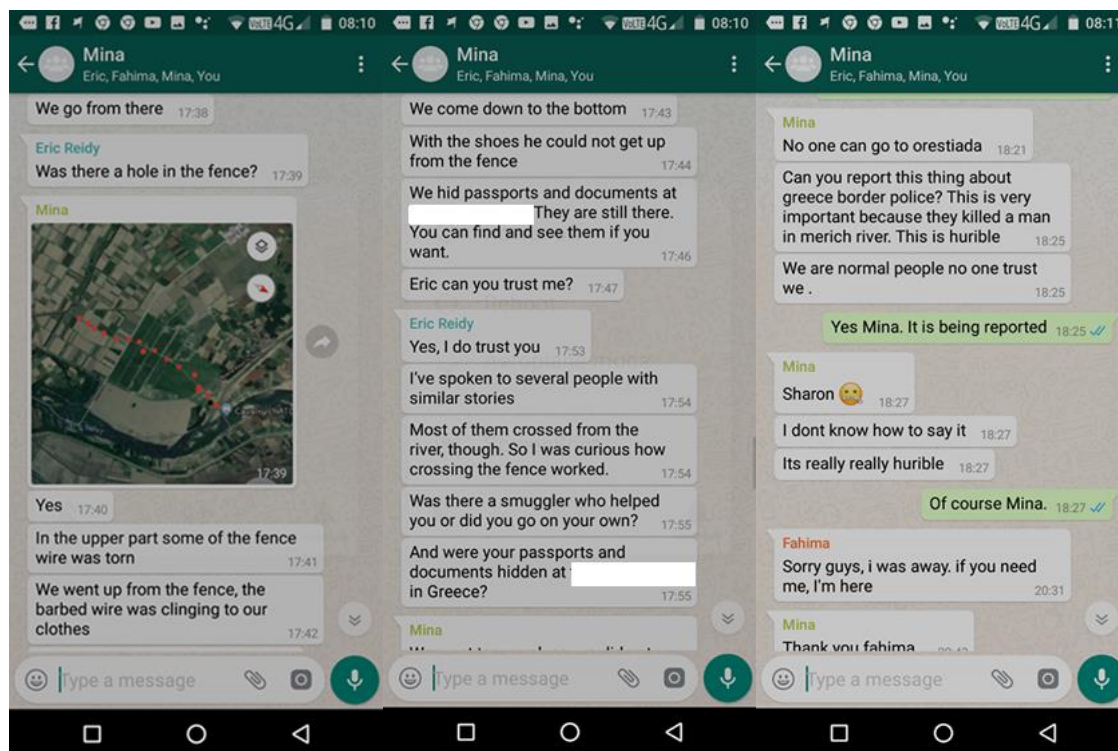 VoLTE 4G 08:10
Mina
Eric, Fahima, Mina, You
We go from there 17:38
Eric Reidy
Was there a hole in the fence? 17:39
Mina
17:39
Yes 17:40
In the upper part some of the fence
wire was torn 17:41
We went up from the fence, the
barbed wire was clinging to our
clothes 17:42
Type a message
VoLTE 4G 08:10
Mina
Eric, Fahima, Mina, You
We come down to the bottom 17:43
With the shoes he could not get up
from the fence 17:44
We hid passports and documents at
They are still there.
You can find and see them if you
want. 17:46
Eric can you trust me? 17:47
Eric Reidy
Yes, I do trust you 17:53
I've spoken to several people with
similar stories 17:54
Most of them crossed from the
river, though. So I was curious how
crossing the fence worked. 17:54
Was there a smuggler who helped
you or did you go on your own? 17:55
And were your passports and
documents hidden at
in Greece? 17:55
Mina
Type a message
VoLTE 4G 08:11
Mina
Eric, Fahima, Mina, You
Mina
No one can go to orestiada 18:21
Can you report this thing about
greece border police? This is very
important because they killed a man
in merich river. This is hurible 18:25
We are normal people no one trust
we . 18:25
Yes Mina. It is being reported 18:25
Mina
Sharon 🤐 18:27
I dont know how to say it 18:27
Its really really hurible 18:27
Of course Mina. 18:27
Fahima
Sorry guys, i was away. if you need
me, I'm here 20:31
Mina
Thank you fahima
Type a message